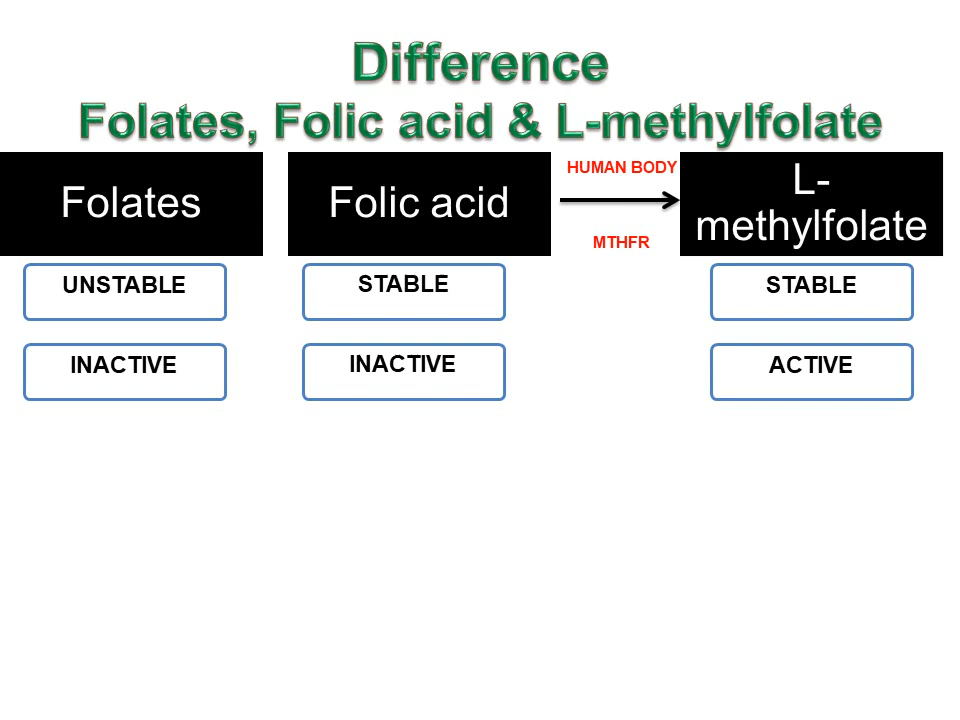 Difference
Folates, Folic acid & L-methylfolate
Folates
Folic acid
HUMAN BODY
MTHFR
L-
methylfolate
UNSTABLE
STABLE
STABLE
INACTIVE
INACTIVE
ACTIVE